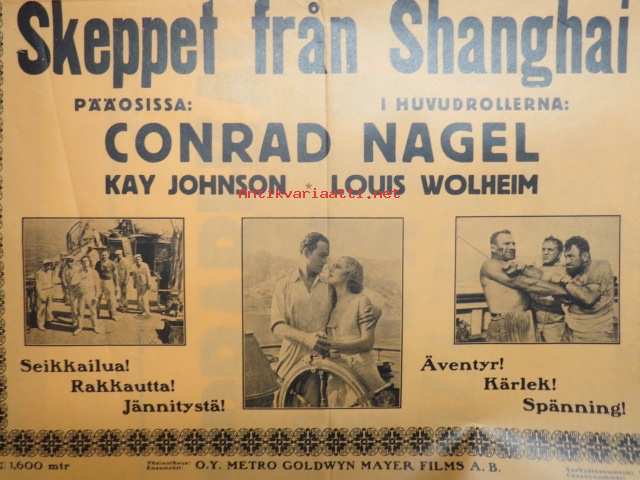 Skeppet från Shanghai
PÄÄOSISSA: I HUVUDROLLERNA:
CONRAD NAGEL
KAY JOHNSON * LOUIS WOLHEIM
Antikvariaatti.net
Seikkailua! Äventyr!
Rakkautta! Kärlek!
Jännitystä! Spänning!
1,600 mtr O.Y. METRO GOLDWYN MAYER FILMS A.B.